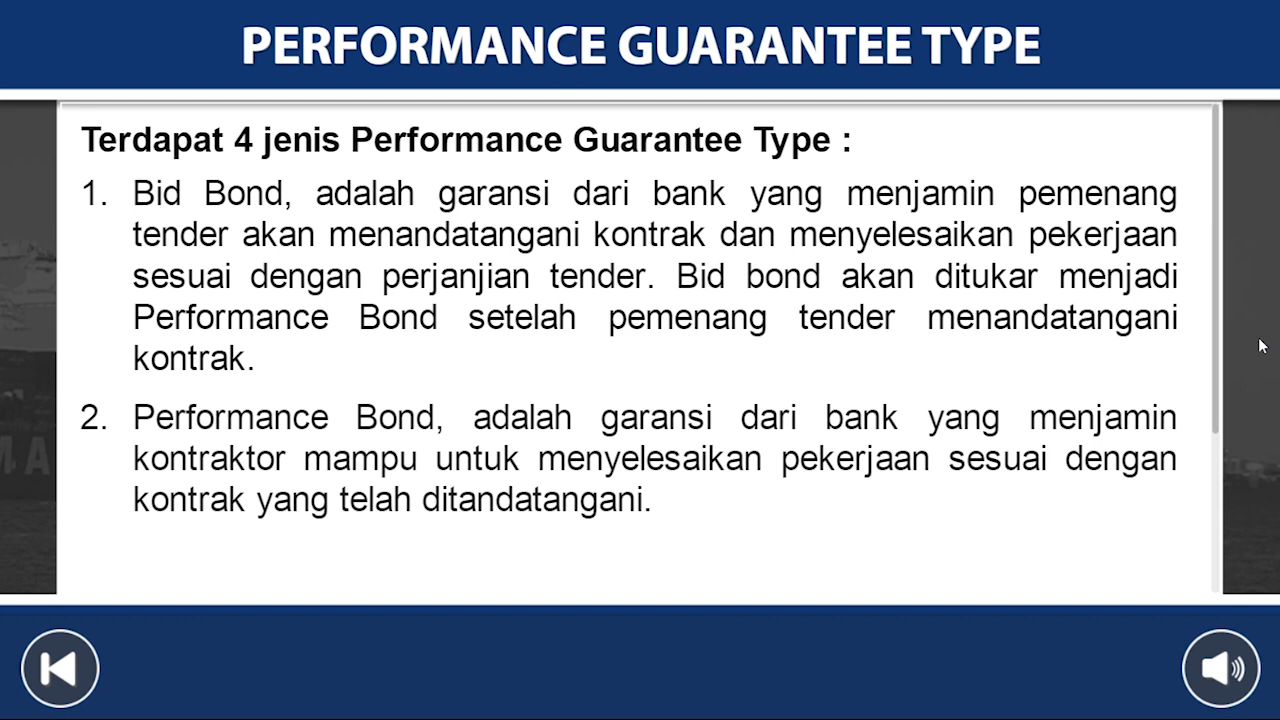 PERFORMANCE GUARANTEE TYPE
Terdapat 4 jenis Performance Guarantee Type :
1. Bid Bond, adalah garansi dari bank yang menjamin pemenang
tender akan menandatangani kontrak dan menyelesaikan pekerjaan
sesuai dengan perjanjian tender. Bid bond akan ditukar menjadi
Performance Bond setelah pemenang tender menandatangani
kontrak.
2. Performance Bond, adalah garansi dari bank yang menjamin
kontraktor mampu untuk menyelesaikan pekerjaan sesuai dengan
kontrak yang telah ditandatangani.